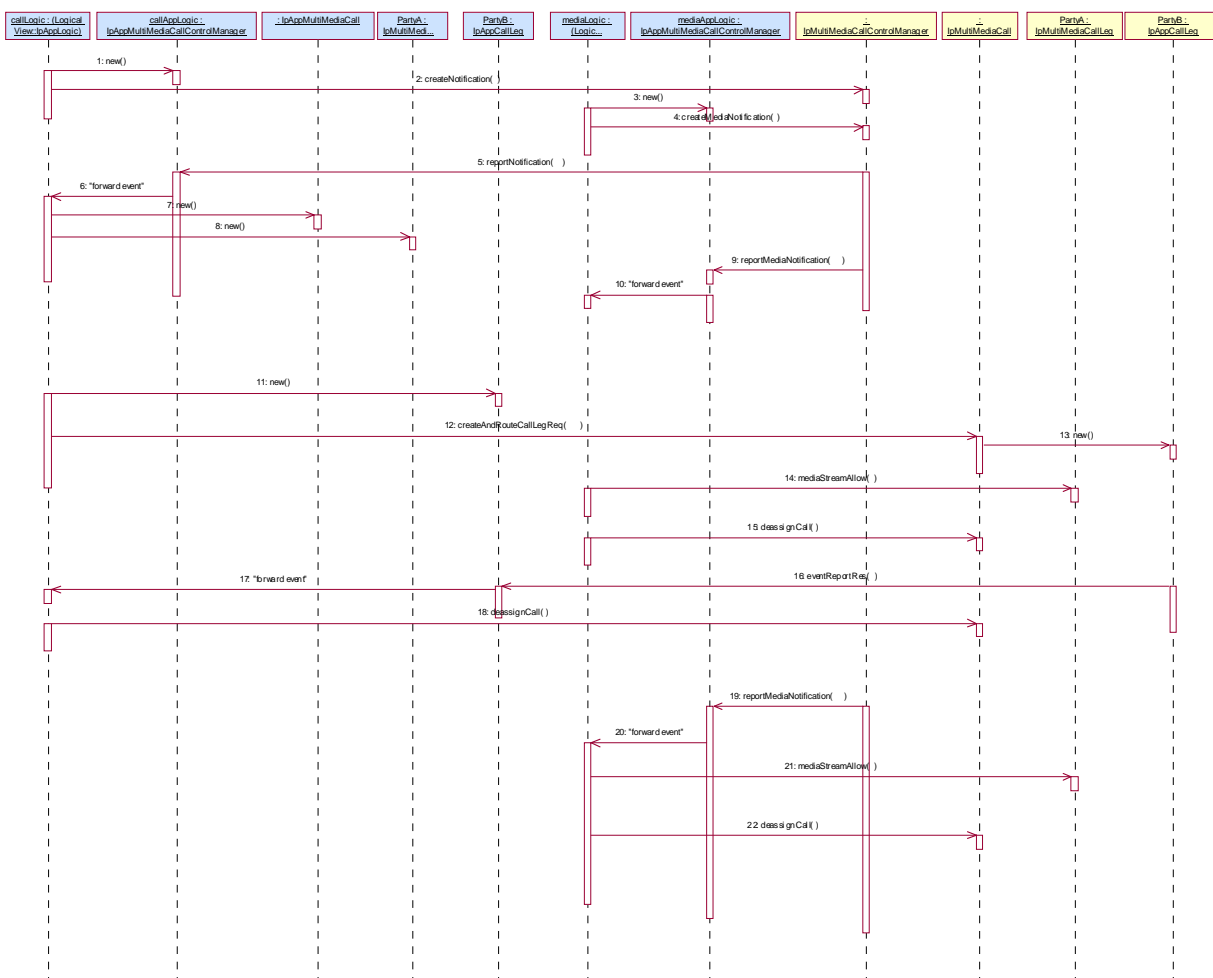 callLogic : (Logical
View::IpAppLogic)
callAppLogic :
IpAppMultiMediaCallControlManager
: IpAppMultiMediaCall
PartyA :
IpMultiMedi...
PartyB :
IpAppCallLeg
mediaLogic :
(Logic...
mediaAppLogic :
IpAppMultiMediaCallControlManager
:
IpMultiMediaCallControlManager
:
IpMultiMediaCall
PartyA :
IpMultiMediaCallLeg
PartyB :
IpAppCallLeg
1: new()
2: createNotification( )
3: new()
4: createMediaNotification( )
5: reportNotification( )
6: "forward event"
7: new()
8: new()
9: reportMediaNotification( )
10: "forward event"
11: new()
12: createAndRouteCallLegReq( )
13: new()
14: mediaStreamAllow( )
15: deassignCall( )
16: eventReportRes( )
17: "forward event"
18: deassignCall( )
19: reportMediaNotification( )
20: "forward event"
21: mediaStreamAllow( )
22: deassignCall( )